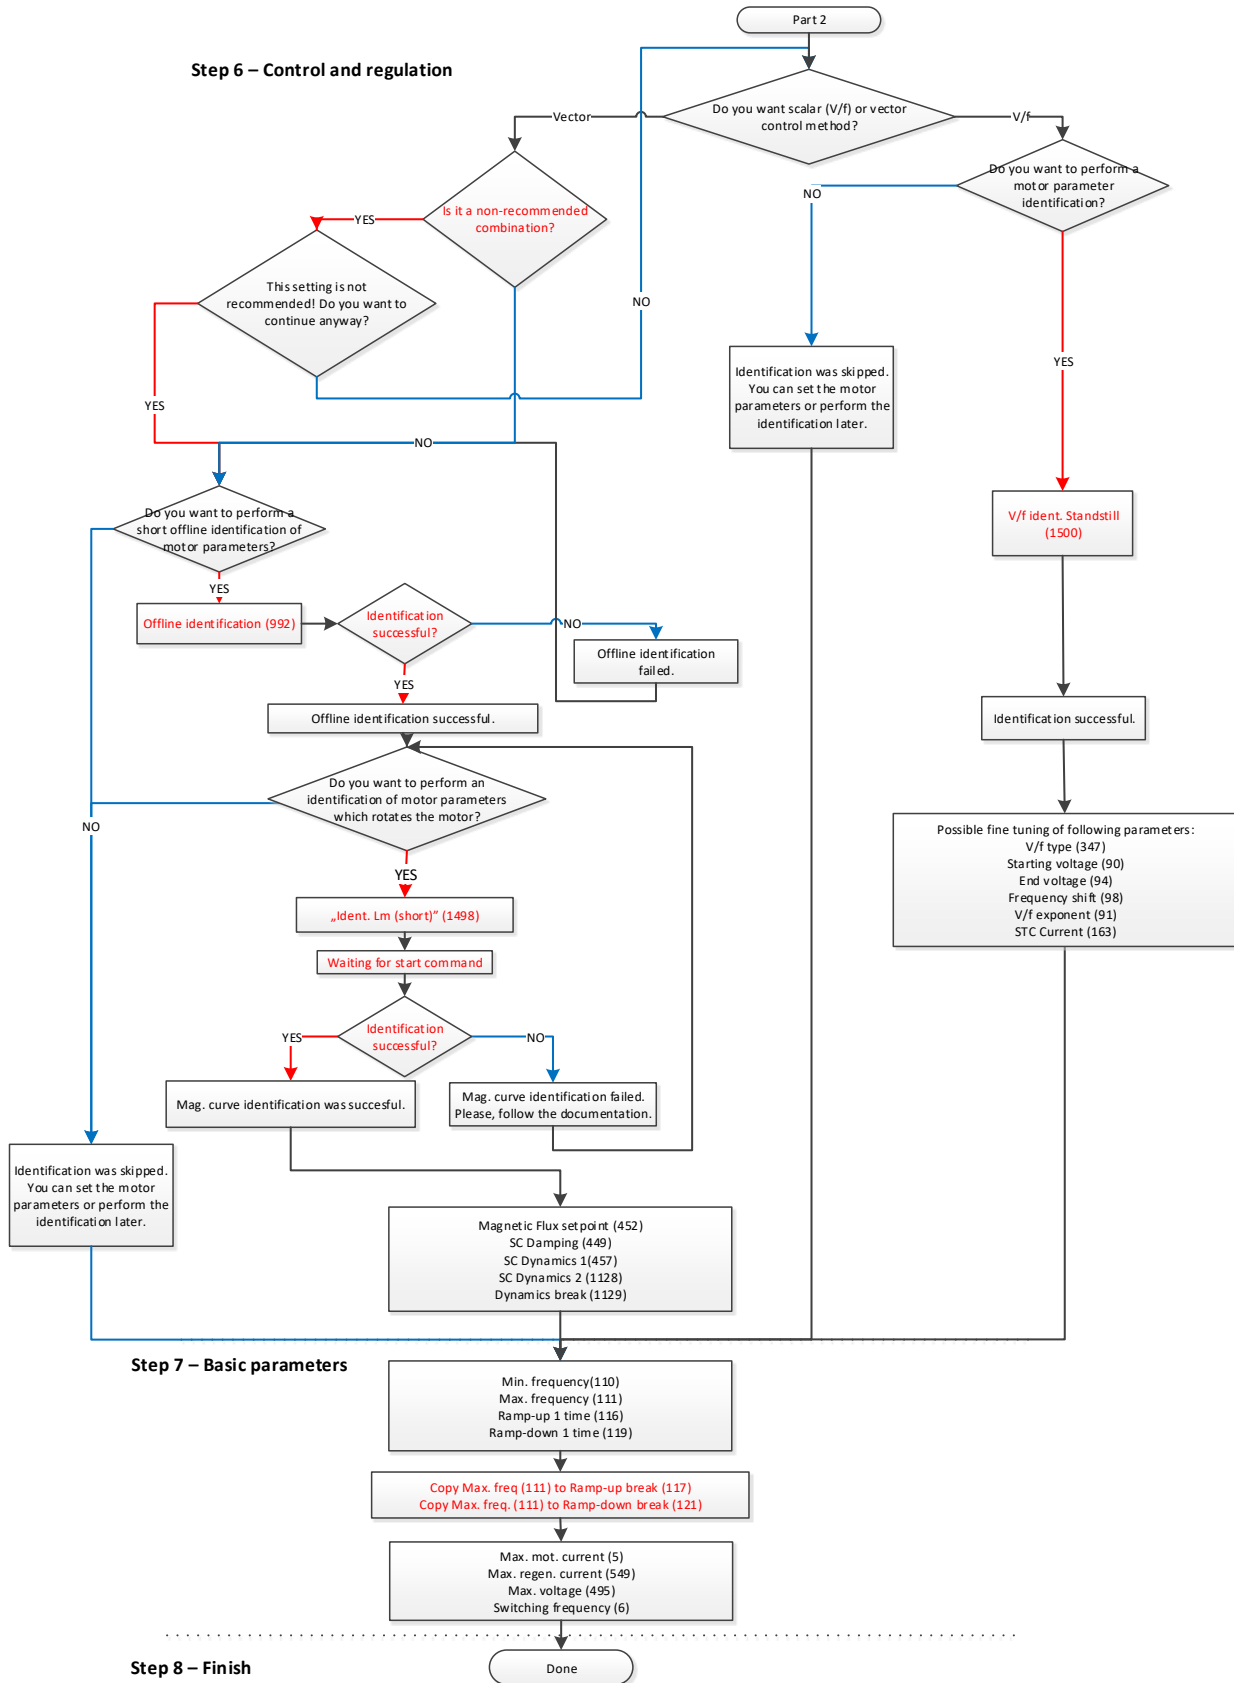 Part 2
Step 6 – Control and regulation
Do you want scalar (V/f) or vector
control method?
Vector
V/f
Do you want to perform a
motor parameter
identification?
NO
Is it a non-recommended
combination?
YES
This setting is not
recommended! Do you want to
continue anyway?
NO
YES
Identification was skipped.
You can set the motor
parameters or perform the
identification later.
YES
NO
Do you want to perform a
short offline identification of
motor parameters?
V/f ident. Standstill
(1500)
YES
Offline identification (992)
Identification
successful?
NO
Offline identification
failed.
YES
Offline identification successful.
Identification successful.
Do you want to perform an
identification of motor parameters
which rotates the motor?
NO
Possible fine tuning of following parameters:
V/f type (347)
Starting voltage (90)
End voltage (94)
Frequency shift (98)
V/f exponent (91)
STC Current (163)
YES
„Ident. Lm (short)” (1498)
Waiting for start command
Identification
successful?
YES
NO
Mag. curve identification was succesful.
Mag. curve identification failed.
Please, follow the documentation.
Identification was skipped.
You can set the motor
parameters or perform the
identification later.
Magnetic Flux setpoint (452)
SC Damping (449)
SC Dynamics 1(457)
SC Dynamics 2 (1128)
Dynamics break (1129)
Step 7 – Basic parameters
Min. frequency(110)
Max. frequency (111)
Ramp-up 1 time (116)
Ramp-down 1 time (119)
Copy Max. freq (111) to Ramp-up break (117)
Copy Max. freq. (111) to Ramp-down break (121)
Max. mot. current (5)
Max. regen. current (549)
Max. voltage (495)
Switching frequency (6)
Step 8 – Finish
Done